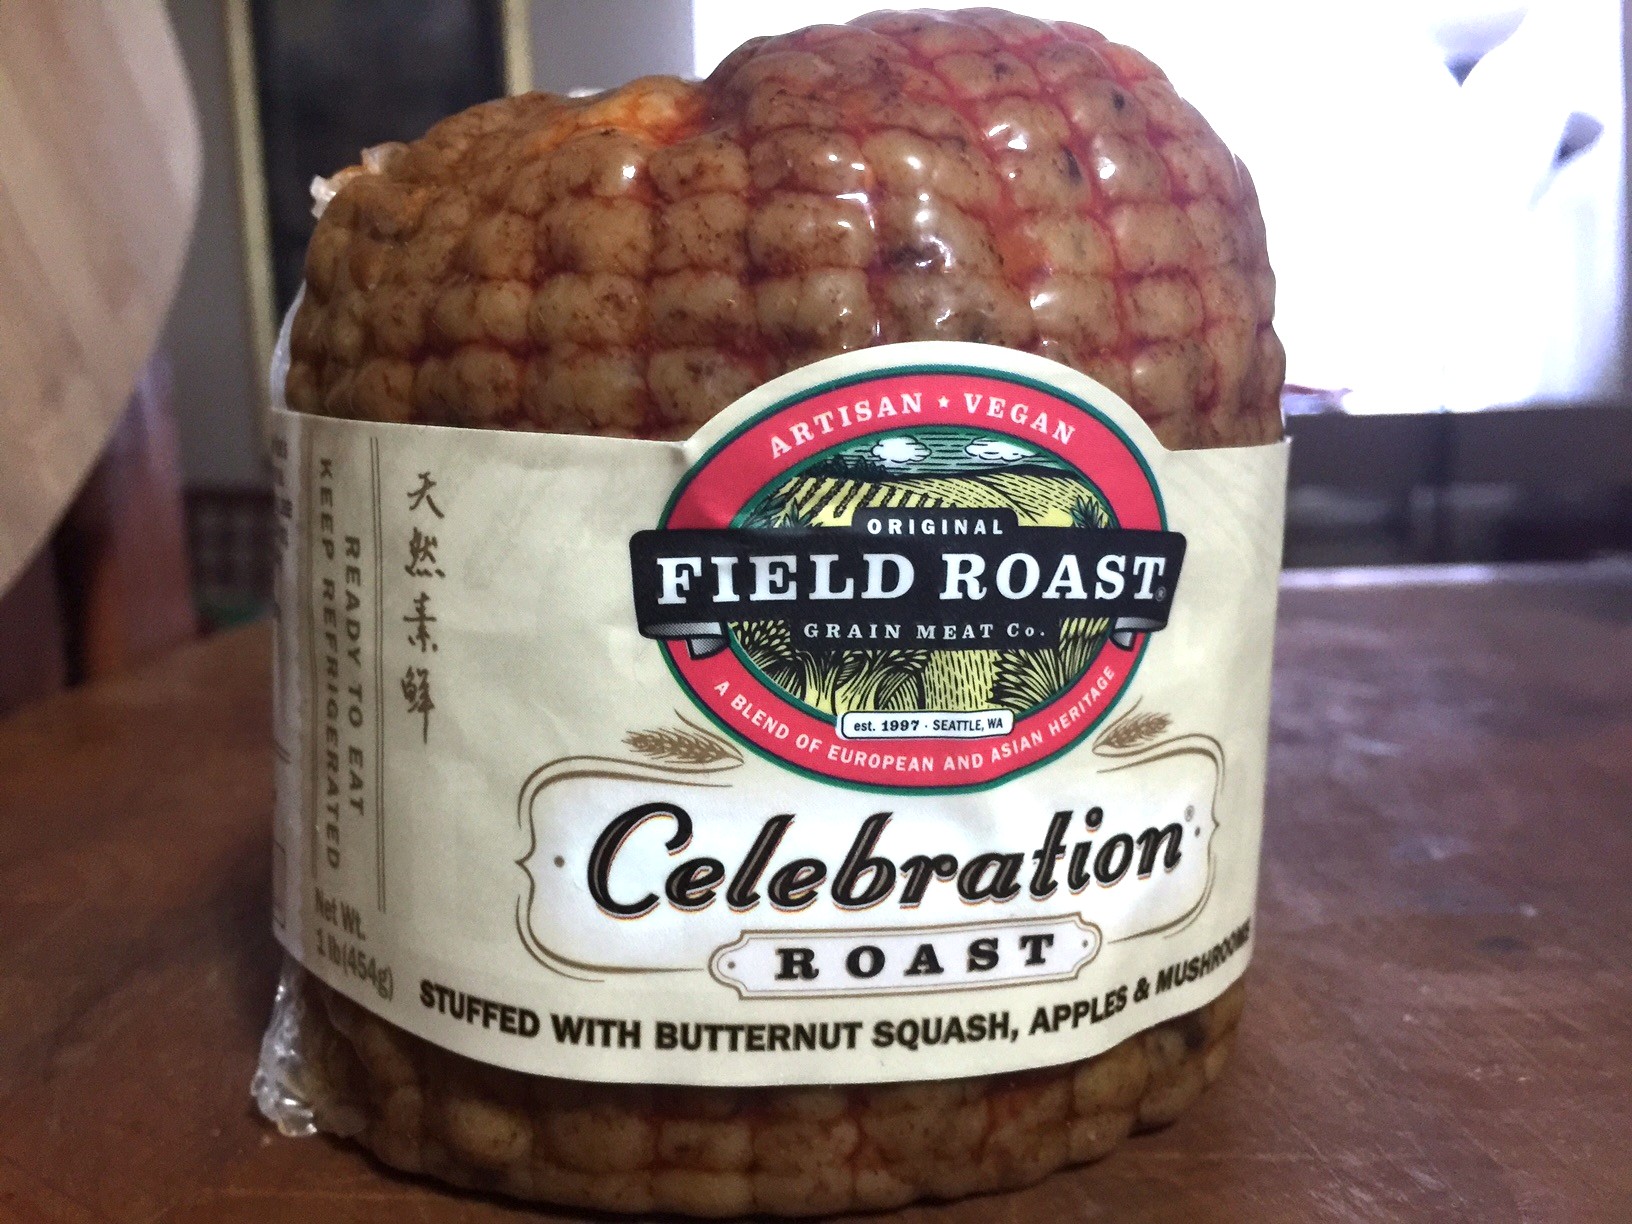 ARTISAN ★ VEGAN
ORIGINAL
FIELD ROAST®
GRAIN MEAT Co.
est. 1997 · SEATTLE, WA
A BLEND OF EUROPEAN AND ASIAN HERITAGE
Celebration®
ROAST
STUFFED WITH BUTTERNUT SQUASH, APPLES & MUSHROOMS
天然素鲜
READY TO EAT
KEEP REFRIGERATED
Net Wt.
1 lb (454g)